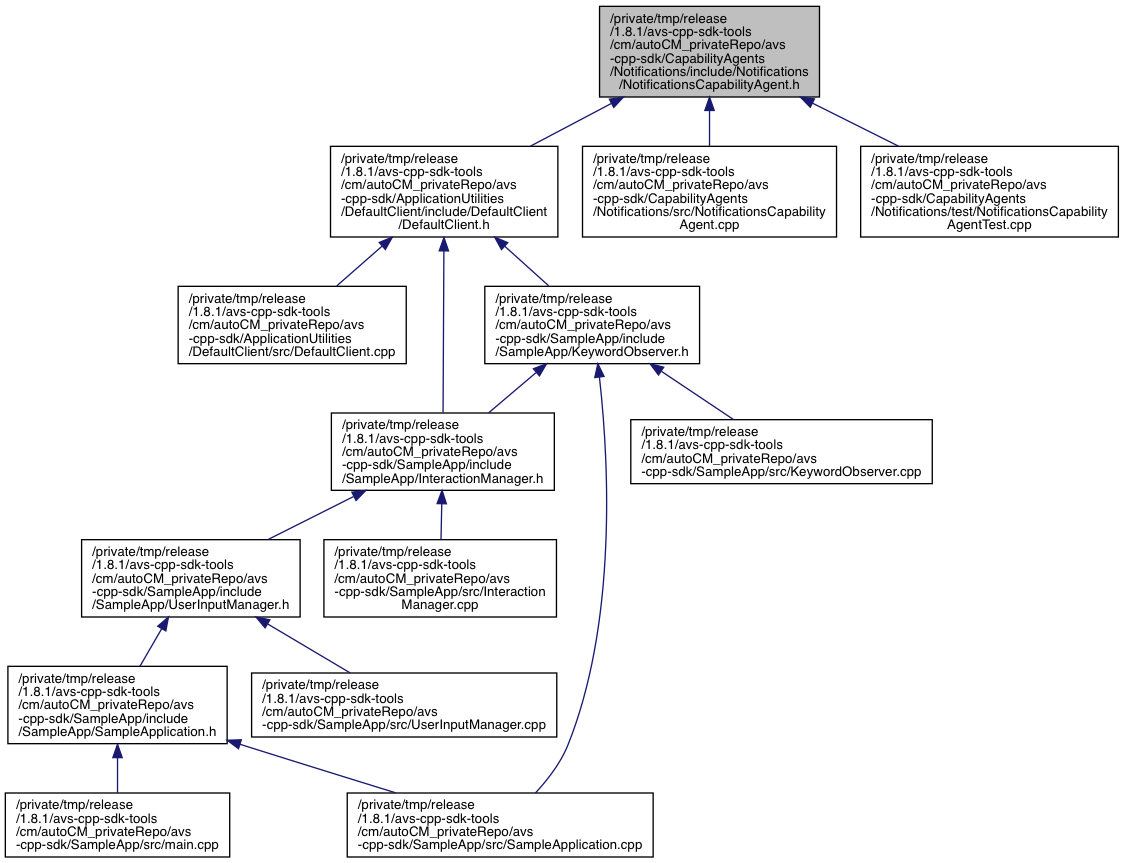 /private/tmp/release
/1.8.1/avs-cpp-sdk-tools
/cm/autoCM_privateRepo/avs
-cpp-sdk/CapabilityAgents
/Notifications/include/Notifications
/NotificationsCapabilityAgent.h
/private/tmp/release
/1.8.1/avs-cpp-sdk-tools
/cm/autoCM_privateRepo/avs
-cpp-sdk/ApplicationUtilities
/DefaultClient/include/DefaultClient
/DefaultClient.h
/private/tmp/release
/1.8.1/avs-cpp-sdk-tools
/cm/autoCM_privateRepo/avs
-cpp-sdk/CapabilityAgents
/Notifications/src/NotificationsCapability
Agent.cpp
/private/tmp/release
/1.8.1/avs-cpp-sdk-tools
/cm/autoCM_privateRepo/avs
-cpp-sdk/CapabilityAgents
/Notifications/test/NotificationsCapability
AgentTest.cpp
/private/tmp/release
/1.8.1/avs-cpp-sdk-tools
/cm/autoCM_privateRepo/avs
-cpp-sdk/ApplicationUtilities
/DefaultClient/src/DefaultClient.cpp
/private/tmp/release
/1.8.1/avs-cpp-sdk-tools
/cm/autoCM_privateRepo/avs
-cpp-sdk/SampleApp/include
/SampleApp/KeywordObserver.h
/private/tmp/release
/1.8.1/avs-cpp-sdk-tools
/cm/autoCM_privateRepo/avs
-cpp-sdk/SampleApp/include
/SampleApp/InteractionManager.h
/private/tmp/release
/1.8.1/avs-cpp-sdk-tools
/cm/autoCM_privateRepo/avs
-cpp-sdk/SampleApp/src/KeywordObserver.cpp
/private/tmp/release
/1.8.1/avs-cpp-sdk-tools
/cm/autoCM_privateRepo/avs
-cpp-sdk/SampleApp/include
/SampleApp/UserInputManager.h
/private/tmp/release
/1.8.1/avs-cpp-sdk-tools
/cm/autoCM_privateRepo/avs
-cpp-sdk/SampleApp/src/Interaction
Manager.cpp
/private/tmp/release
/1.8.1/avs-cpp-sdk-tools
/cm/autoCM_privateRepo/avs
-cpp-sdk/SampleApp/include
/SampleApp/SampleApplication.h
/private/tmp/release
/1.8.1/avs-cpp-sdk-tools
/cm/autoCM_privateRepo/avs
-cpp-sdk/SampleApp/src/UserInputManager.cpp
/private/tmp/release
/1.8.1/avs-cpp-sdk-tools
/cm/autoCM_privateRepo/avs
-cpp-sdk/SampleApp/src/main.cpp
/private/tmp/release
/1.8.1/avs-cpp-sdk-tools
/cm/autoCM_privateRepo/avs
-cpp-sdk/SampleApp/src/SampleApplication.cpp